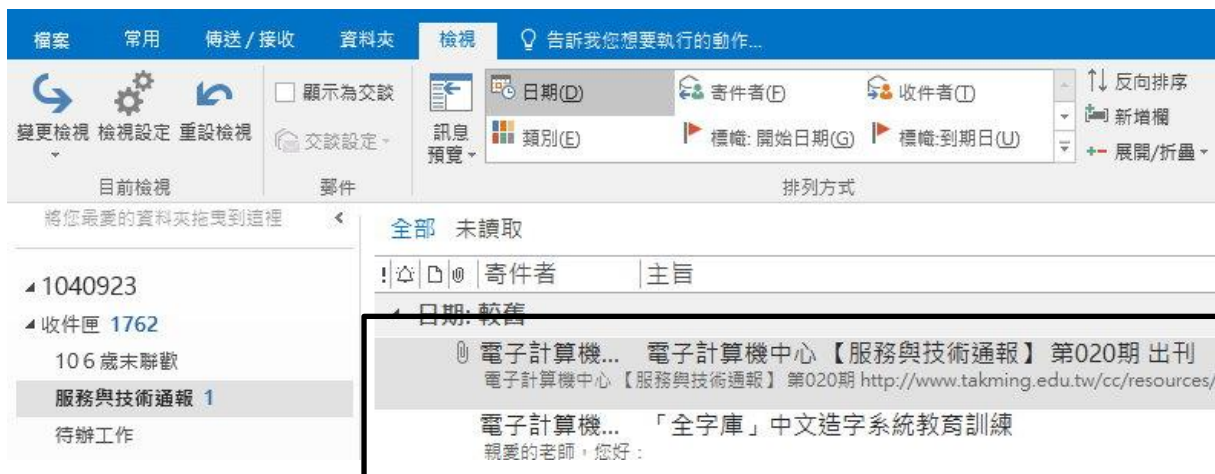 檔案 常用 傳送/接收 資料夾 檢視 告訴我您想要執行的動作...
變更檢視 檢視設定 重設檢視
目前檢視
顯示為交談
交談設定
郵件
訊息
預覽
日期(D) 寄件者(F) 收件者(T)
類別(E) 標幟: 開始日期(G) 標幟:到期日(U)
反向排序
新增欄
展開/折疊
排列方式
將您最愛的資料夾拖曳到這裡
1040923
收件匣 1762
106歲末聯歡
服務與技術通報 1
待辦工作
全部 未讀取
寄件者 主旨
日期: 較舊
電子計算機... 電子計算機中心【服務與技術通報】 第020期 出刊
電子計算機中心【服務與技術通報】 第020期 http://www.takming.edu.tw/cc/resources/
電子計算機... 「全字庫」中文造字系統教育訓練
親愛的老師,您好: